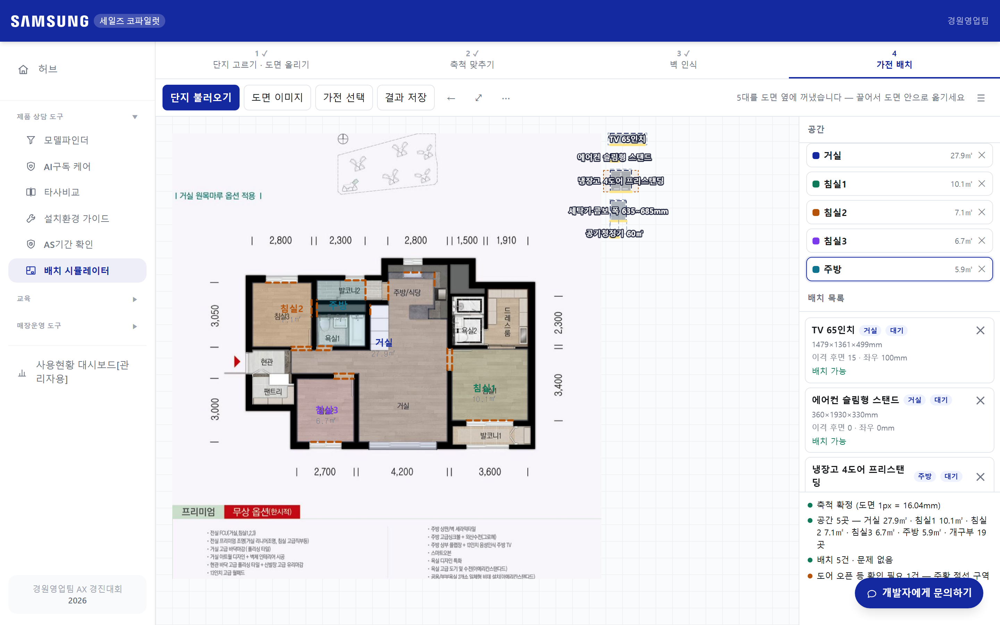 SAMSUNG 세일즈 코파일럿
경원영업팀
허브
제품 상담 도구 ▼
모델파인더
AI구독 케어
타사비교
설치환경 가이드
AS기간 확인
배치 시뮬레이터
교육 ▶
매장운영 도구 ▶
사용현황 대시보드[관
리자용]
경원영업팀 AX 경진대회
2026
1 ✓
단지 고르기 · 도면 올리기
2 ✓
축척 맞추기
3 ✓
벽 인식
4
가전 배치
단지 불러오기
도면 이미지
가전 선택
결과 저장
← ⤢ ···
5대를 도면 옆에 꺼냈습니다 — 끌어서 도면 안으로 옮기세요 ☰
TV 65인치
에어컨 슬림형 스탠드
냉장고 4도어 프리스탠딩
세탁기·콤보 폭 635~685mm
공기청정기 60㎡
| 거실 원목마루 옵션 적용 |
2,800 2,300 2,800 1,500 1,910
3,050
3,000
2,300
3,400
발코니2
주방/식당
침실2
침실3
주방
욕실1
거실
27.9㎡
욕실2
드레스룸
현관
팬트리
침실1
침실1
10.1㎡
침실3
6.7㎡
거실
발코니1
2,700 4,200 3,600
프리미엄 무상 옵션(한시적)
· 전실 FCU(거실,침실1,2,3)
· 전실 프리미엄 조명(거실 리니어조명, 침실 고급직부등)
· 거실 고급 바닥마감 (폴리싱 타일)
· 거실 아트월 디자인 + 벽체 인테리어 시공
· 현관 바닥 고급 폴리싱 타일 + 신발장 고급 유리마감
· 13인치 고급 월패드
· 주방 상판/벽 세라믹타일
· 주방 고급싱크볼 + 외산수전(그로헤)
· 주방 상부 플랩장 + 13인치 음성인식 주방 TV
· 스마트오븐
· 욕실 디자인 특화
· 욕실 고급 도기 및 수전(아메리칸스탠다드)
· 공용/부부욕실 2개소 일체형 비데 설치(아메리칸스탠다드)
공간
거실 27.9㎡
침실1 10.1㎡
침실2 7.1㎡
침실3 6.7㎡
주방 5.9㎡
배치 목록
TV 65인치 거실 대기
1479×1361×499mm
이격 후면 15 · 좌우 100mm
배치 가능
에어컨 슬림형 스탠드 거실 대기
360×1930×330mm
이격 후면 0 · 좌우 0mm
배치 가능
냉장고 4도어 프리스탠
딩 주방 대기
축척 확정 (도면 1px = 16.04mm)
공간 5곳 — 거실 27.9㎡ · 침실1 10.1㎡ · 침실
2 7.1㎡ · 침실3 6.7㎡ · 주방 5.9㎡ · 개구부 19
곳
배치 5건 · 문제 없음
도어 오픈 등 확인 필요 1건 — 주황 점선 구역
개발자에게 문의하기